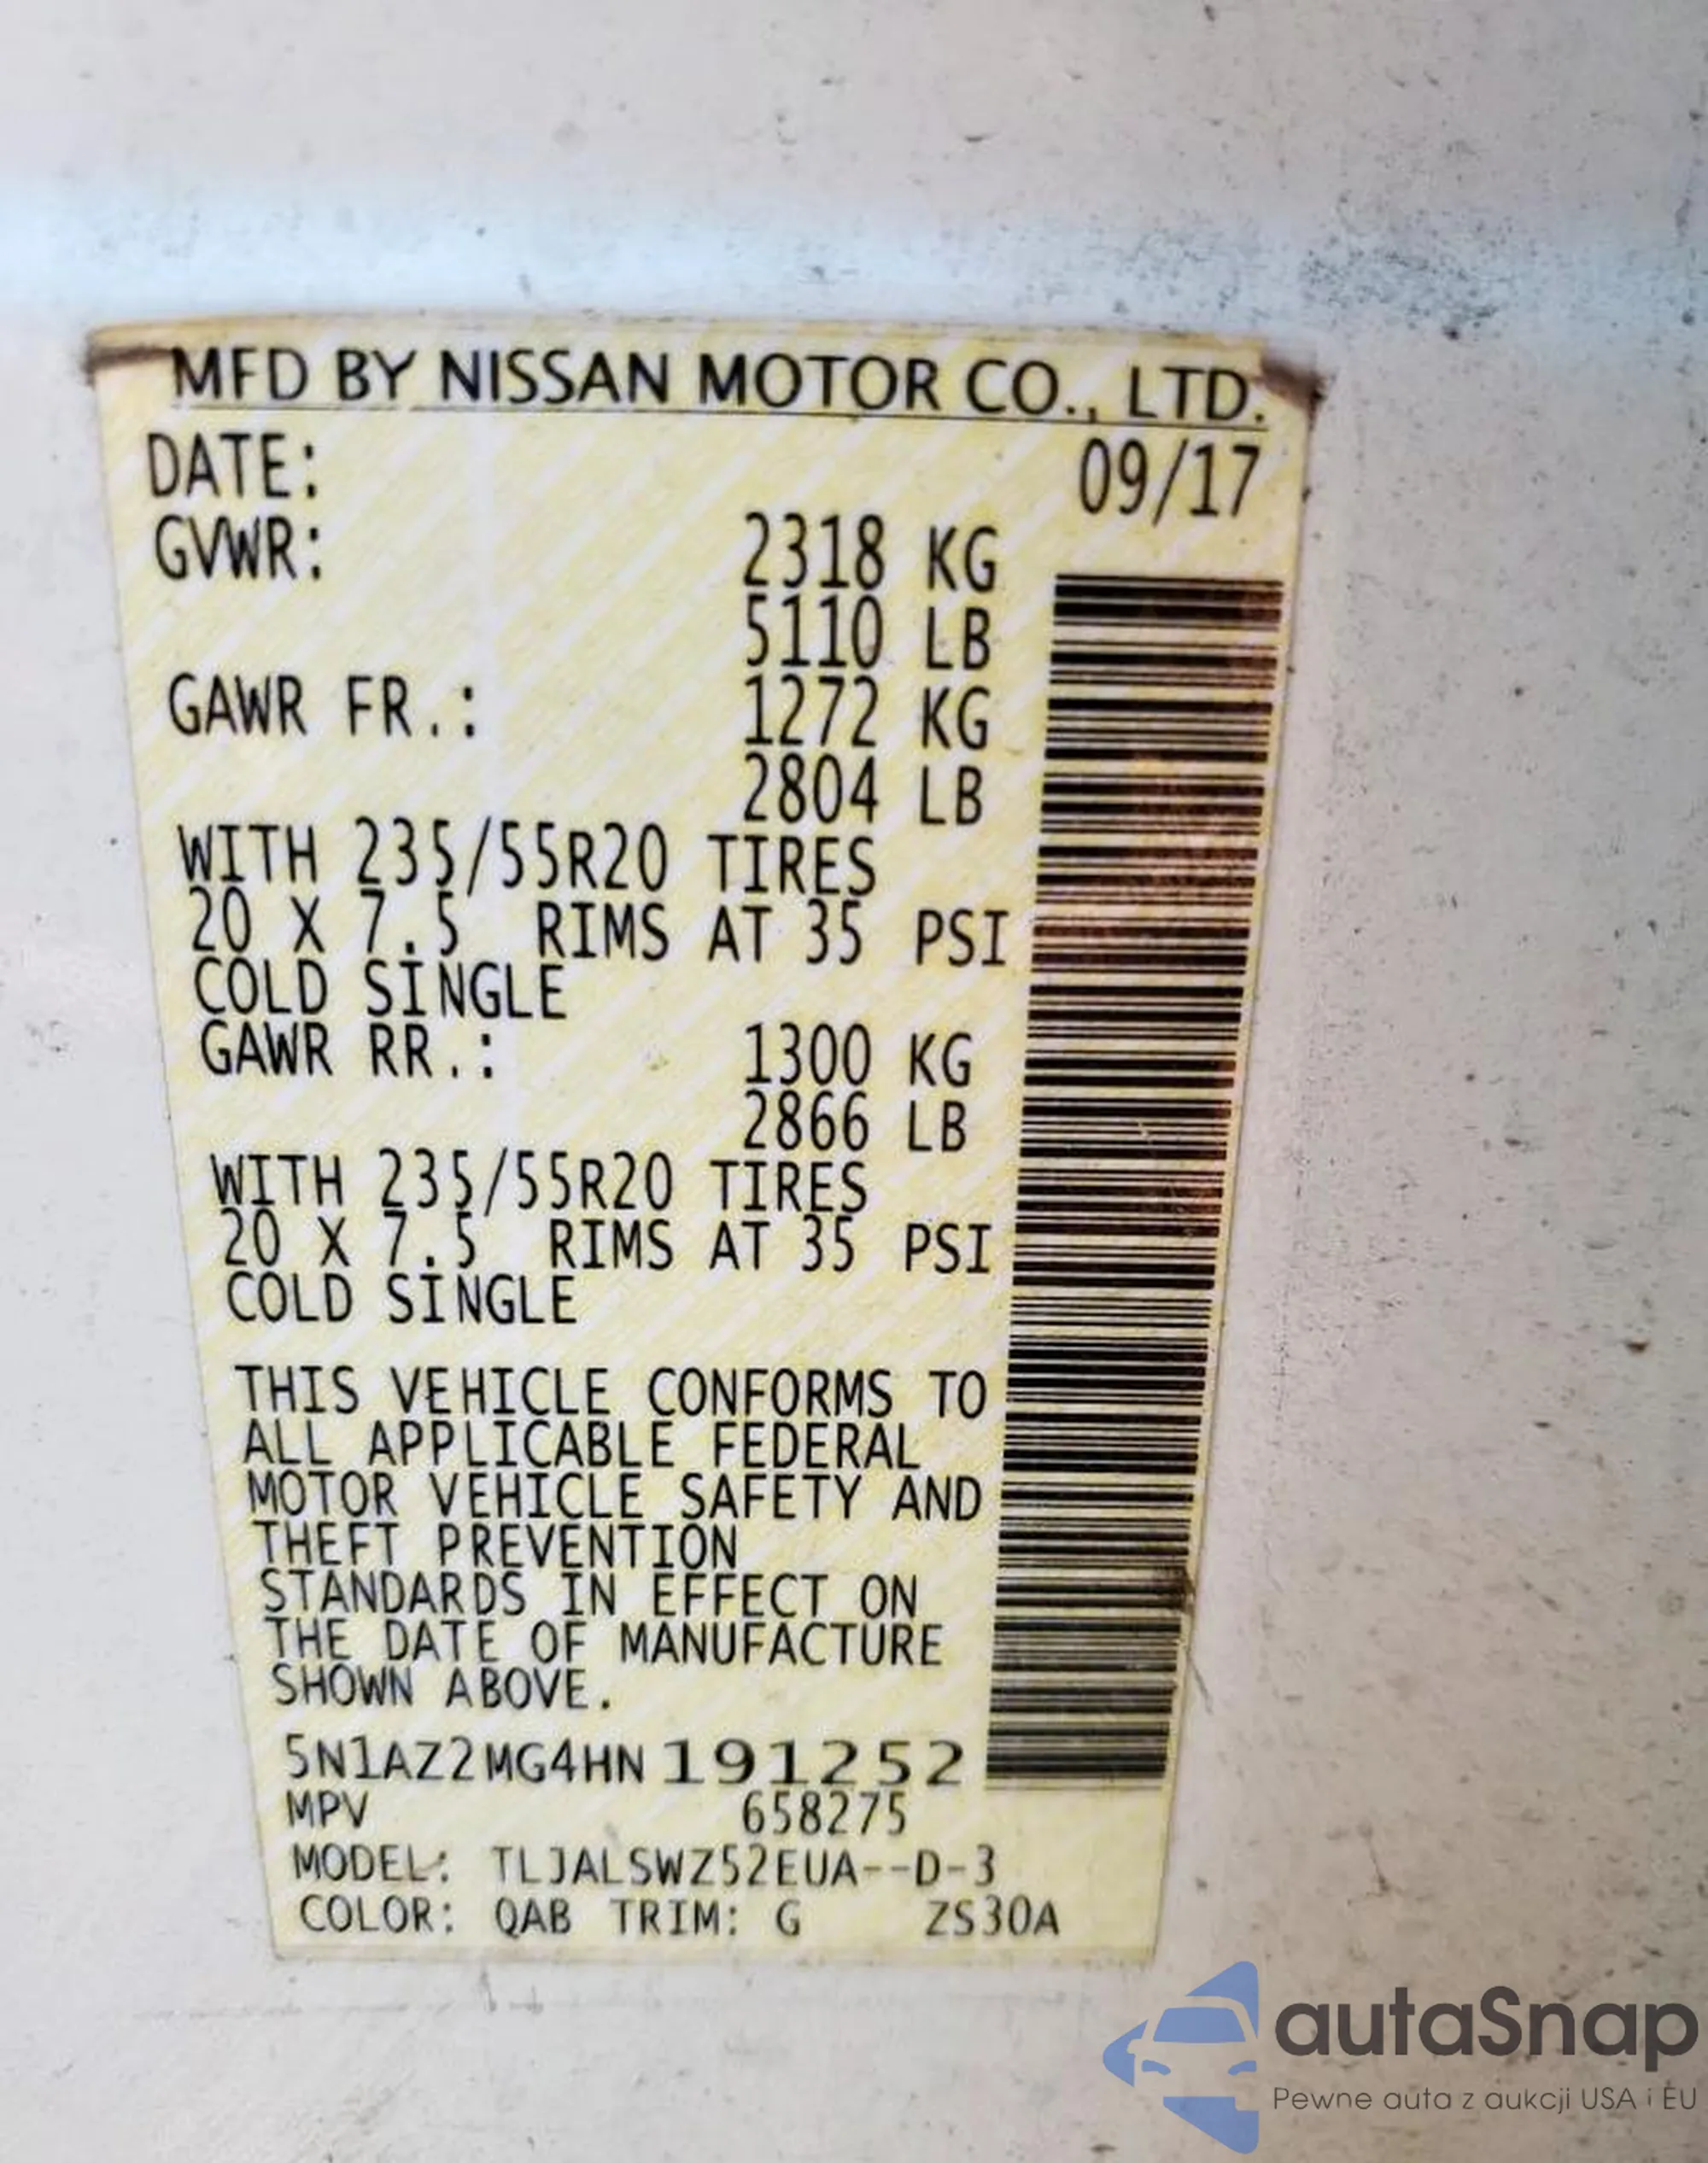 MFD BY NISSAN MOTOR CO., LTD.
DATE: 09/17
GVWR: 2318 KG
5110 LB
GAWR FR.: 1272 KG
2804 LB
WITH 235/55R20 TIRES
20 X 7.5 RIMS AT 35 PSI
COLD SINGLE
GAWR RR.: 1300 KG
2866 LB
WITH 235/55R20 TIRES
20 X 7.5 RIMS AT 35 PSI
COLD SINGLE
THIS VEHICLE CONFORMS TO
ALL APPLICABLE FEDERAL
MOTOR VEHICLE SAFETY AND
THEFT PREVENTION
STANDARDS IN EFFECT ON
THE DATE OF MANUFACTURE
SHOWN ABOVE.
5N1AZ2MG4HN191252
MPV 658275
MODEL: TLJALSWZ52EUA--D-3
COLOR: QAB TRIM: G ZS30A
autaSnap
Pewne auta z aukcji USA i EU